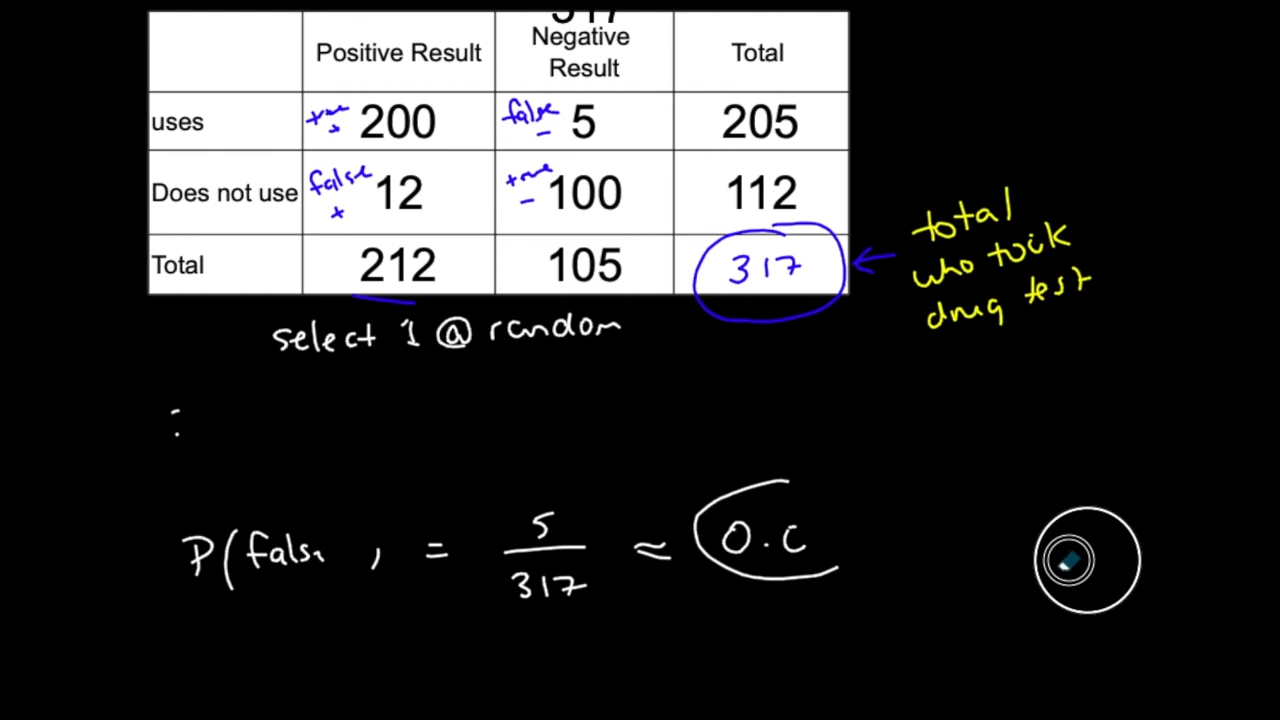 317
Positive Result Negative Result Total
uses true + 200 false - 5 205
Does not use false + 12 true - 100 112
Total 212 105 317
total
who took
drug test
select 1 @ random
:
P(false , = 5/317 ≈ 0.0